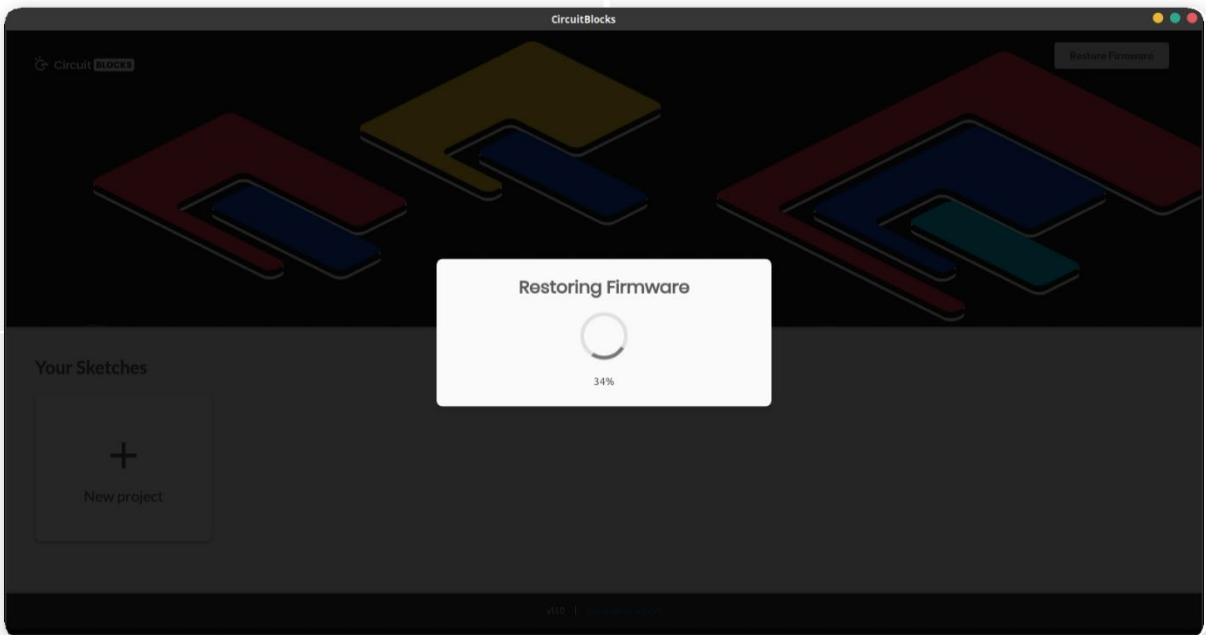 CircuitBlocks
Circuit BLOCKS
Restore Firmware
Restoring Firmware
34%
Your Sketches
New project